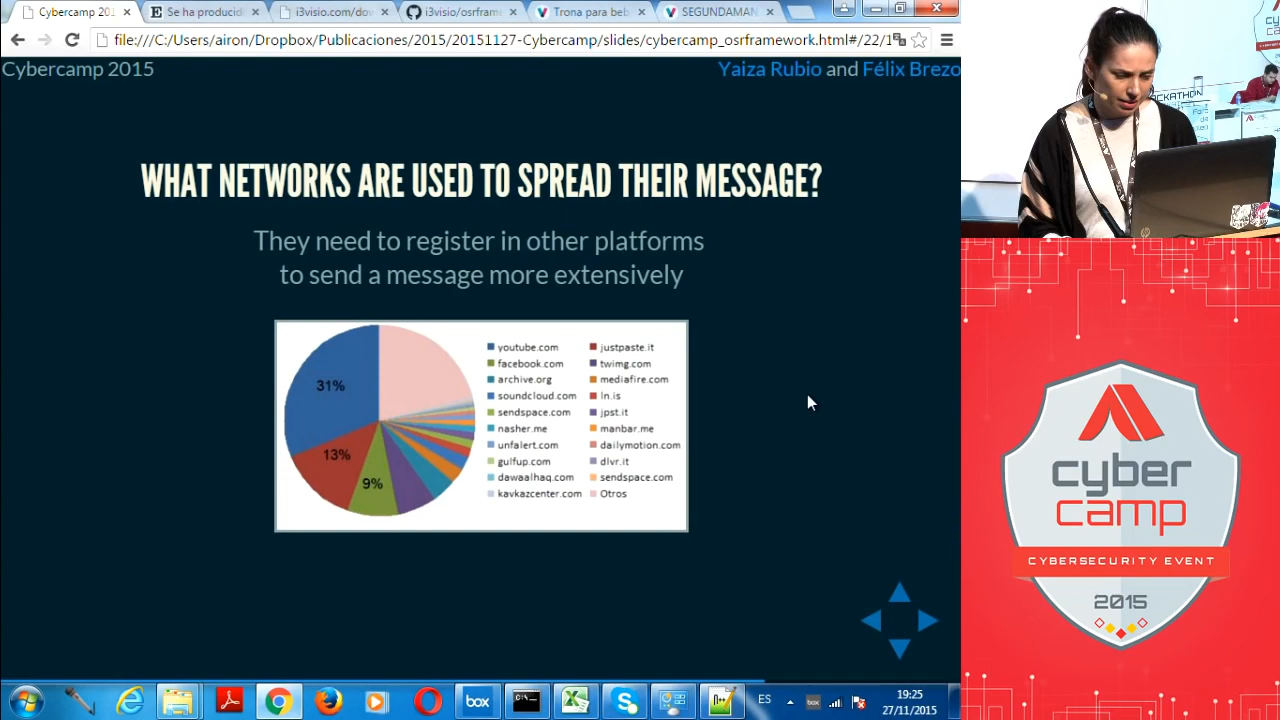 Cybercamp 201
Se ha producid
i3visio.com/dov
i3visio/osrfram
Trona para beb
SEGUNDAMAN
file:///C:/Users/airon/Dropbox/Publicaciones/2015/20151127-Cybercamp/slides/cybercamp_osrframework.html#/22/1
Cybercamp 2015
Yaiza Rubio and Félix Brezo
WHAT NETWORKS ARE USED TO SPREAD THEIR MESSAGE?
They need to register in other platforms
to send a message more extensively
31%
13%
9%
youtube.com justpaste.it
facebook.com twimg.com
archive.org mediafire.com
soundcloud.com ln.is
sendspace.com jpst.it
nasher.me manbar.me
unfalert.com dailymotion.com
gulfup.com dlvr.it
dawaalhaq.com sendspace.com
kavkazcenter.com Otros
HACKATHON
cyber
camp
CYBERSECURITY EVENT
2015
box
ES
box
19:25
27/11/2015